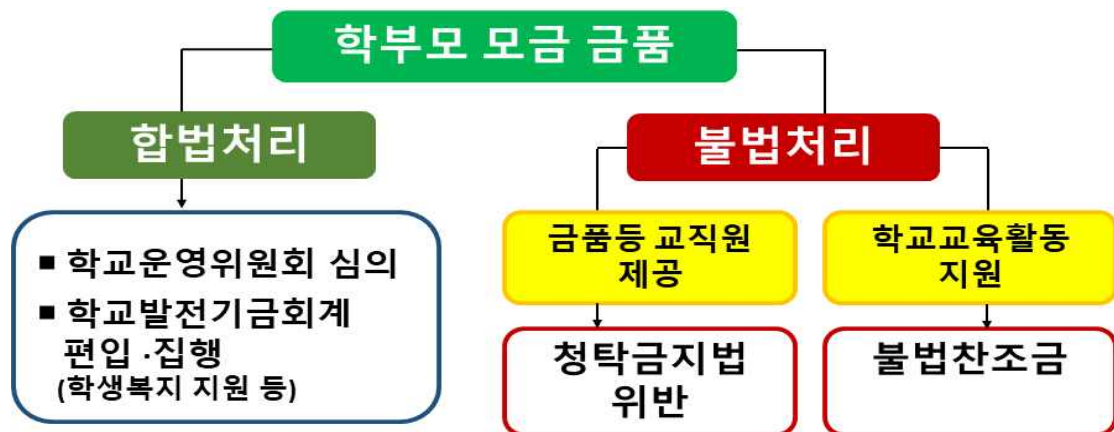 학부모 모금 금품
합법처리
불법처리
■ 학교운영위원회 심의
■ 학교발전기금회계
편입 ·집행
(학생복지 지원 등)
금품등 교직원
제공
학교교육활동
지원
청탁금지법
위반
불법찬조금